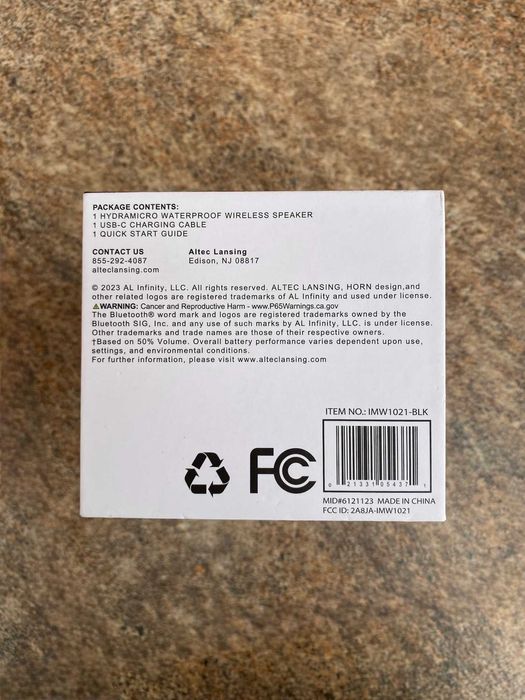 PACKAGE CONTENTS:
1 HYDRAMICRO WATERPROOF WIRELESS SPEAKER
1 USB-C CHARGING CABLE
1 QUICK START GUIDE
CONTACT US
855-292-4087
alteclansing.com
Altec Lansing
Edison, NJ 08817
© 2023 AL Infinity, LLC. All rights reserved. ALTEC LANSING, HORN design,and
other related logos are registered trademarks of AL Infinity and used under license.
⚠WARNING: Cancer and Reproductive Harm - www.P65Warnings.ca.gov
The Bluetooth® word mark and logos are registered trademarks owned by the
Bluetooth SIG, Inc. and any use of such marks by AL Infinity, LLC. is under license.
Other trademarks and trade names are those of their respective owners.
†Based on 50% Volume. Overall battery performance varies dependent upon use,
settings, and environmental conditions.
For further information, please visit www.alteclansing.com
ITEM NO.: IMW1021-BLK
FC
0 21331 05437 1
MID#6121123 MADE IN CHINA
FCC ID: 2A8JA-IMW1021